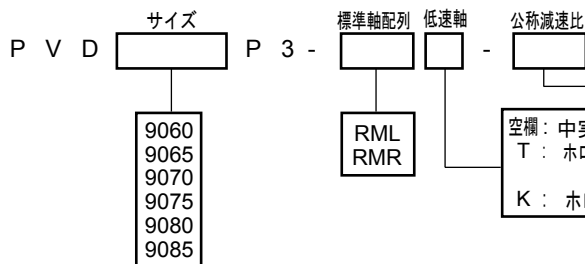 サイズ 標準軸配列 低速軸 公称減速比
P V D P 3 - -
9060
9065
9070
9075
9080
9085
RML
RMR
空欄：中実
T ： ホロ
K ： ホロ